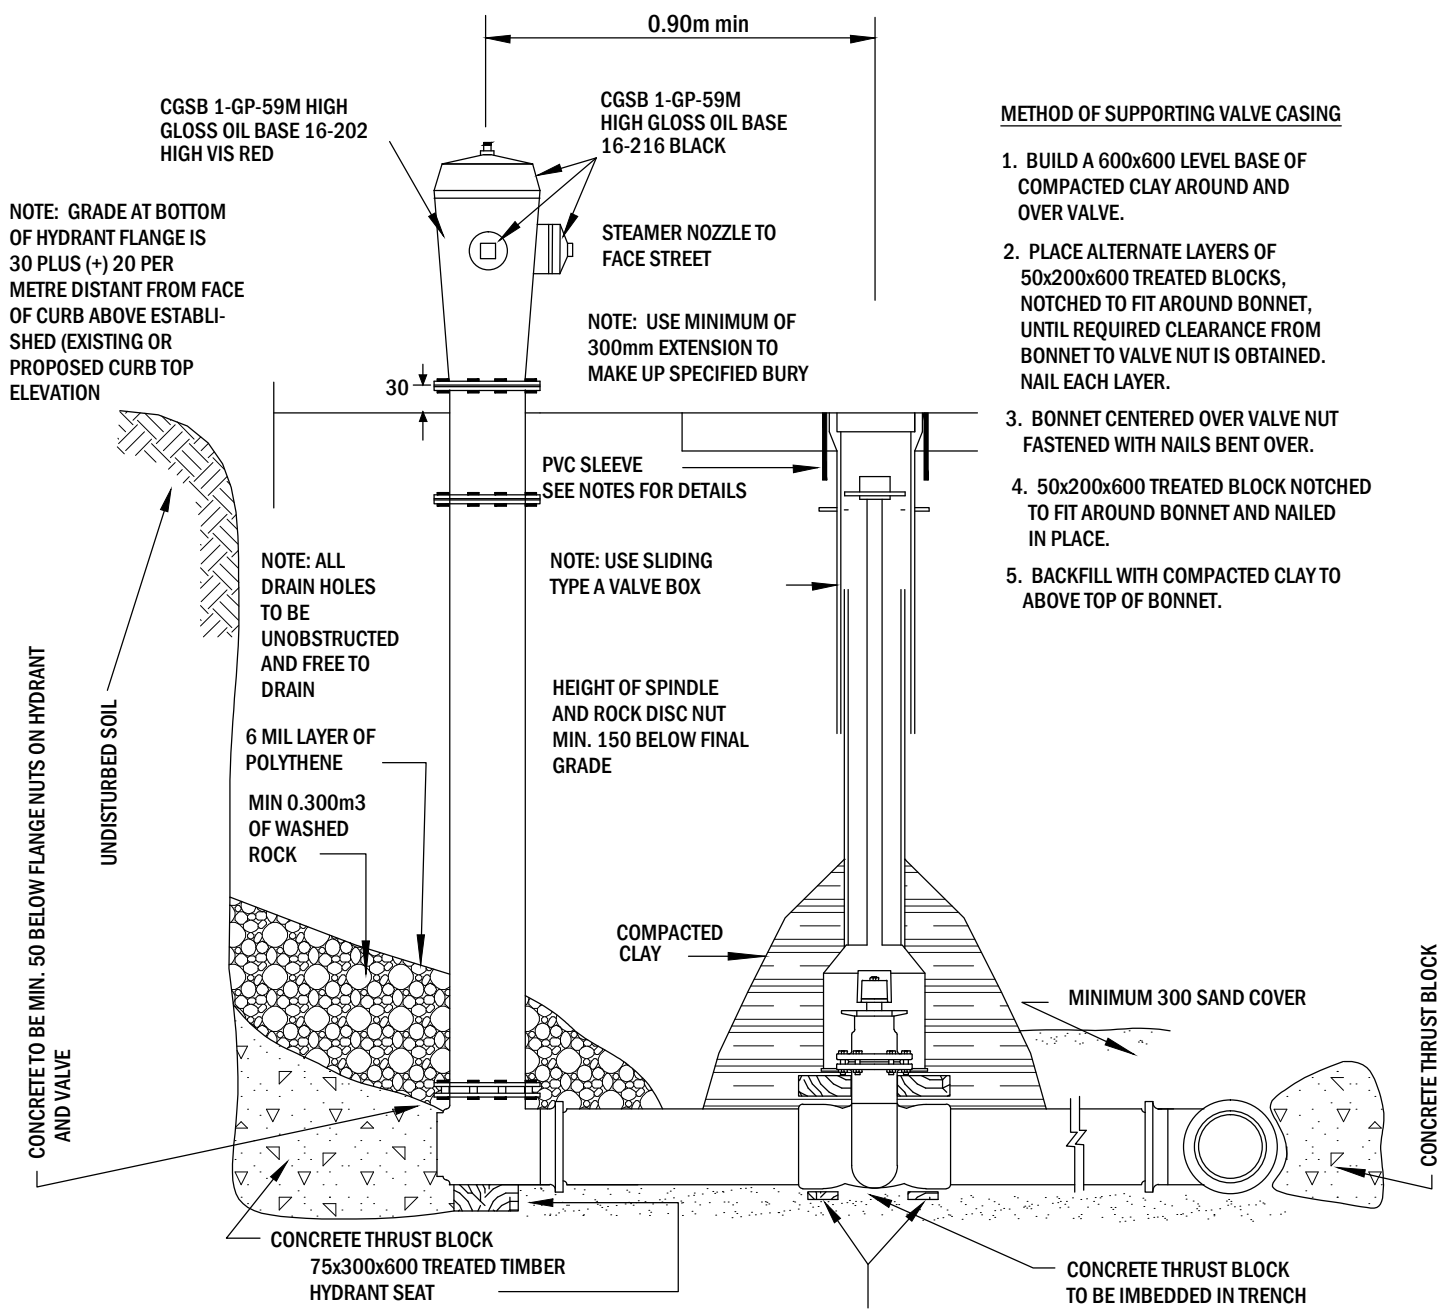 0.90m min
CGSB 1-GP-59M HIGH
GLOSS OIL BASE 16-202
HIGH VIS RED
CGSB 1-GP-59M
HIGH GLOSS OIL BASE
16-216 BLACK
NOTE: GRADE AT BOTTOM
OF HYDRANT FLANGE IS
30 PLUS (+) 20 PER
METRE DISTANT FROM FACE
OF CURB ABOVE ESTABLI-
SHED (EXISTING OR
PROPOSED CURB TOP
ELEVATION
STEAMER NOZZLE TO
FACE STREET
NOTE: USE MINIMUM OF
300mm EXTENSION TO
MAKE UP SPECIFIED BURY
30
METHOD OF SUPPORTING VALVE CASING
1. BUILD A 600x600 LEVEL BASE OF
COMPACTED CLAY AROUND AND
OVER VALVE.
2. PLACE ALTERNATE LAYERS OF
50x200x600 TREATED BLOCKS,
NOTCHED TO FIT AROUND BONNET,
UNTIL REQUIRED CLEARANCE FROM
BONNET TO VALVE NUT IS OBTAINED.
NAIL EACH LAYER.
3. BONNET CENTERED OVER VALVE NUT
FASTENED WITH NAILS BENT OVER.
4. 50x200x600 TREATED BLOCK NOTCHED
TO FIT AROUND BONNET AND NAILED
IN PLACE.
5. BACKFILL WITH COMPACTED CLAY TO
ABOVE TOP OF BONNET.
PVC SLEEVE
SEE NOTES FOR DETAILS
NOTE: ALL
DRAIN HOLES
TO BE
UNOBSTRUCTED
AND FREE TO
DRAIN
NOTE: USE SLIDING
TYPE A VALVE BOX
HEIGHT OF SPINDLE
AND ROCK DISC NUT
MIN. 150 BELOW FINAL
GRADE
6 MIL LAYER OF
POLYTHENE
MIN 0.300m3
OF WASHED
ROCK
UNDISTURBED SOIL
CONCRETE TO BE MIN. 50 BELOW FLANGE NUTS ON HYDRANT
AND VALVE
COMPACTED
CLAY
MINIMUM 300 SAND COVER
CONCRETE THRUST BLOCK
CONCRETE THRUST BLOCK
75x300x600 TREATED TIMBER
HYDRANT SEAT
CONCRETE THRUST BLOCK
TO BE IMBEDDED IN TRENCH